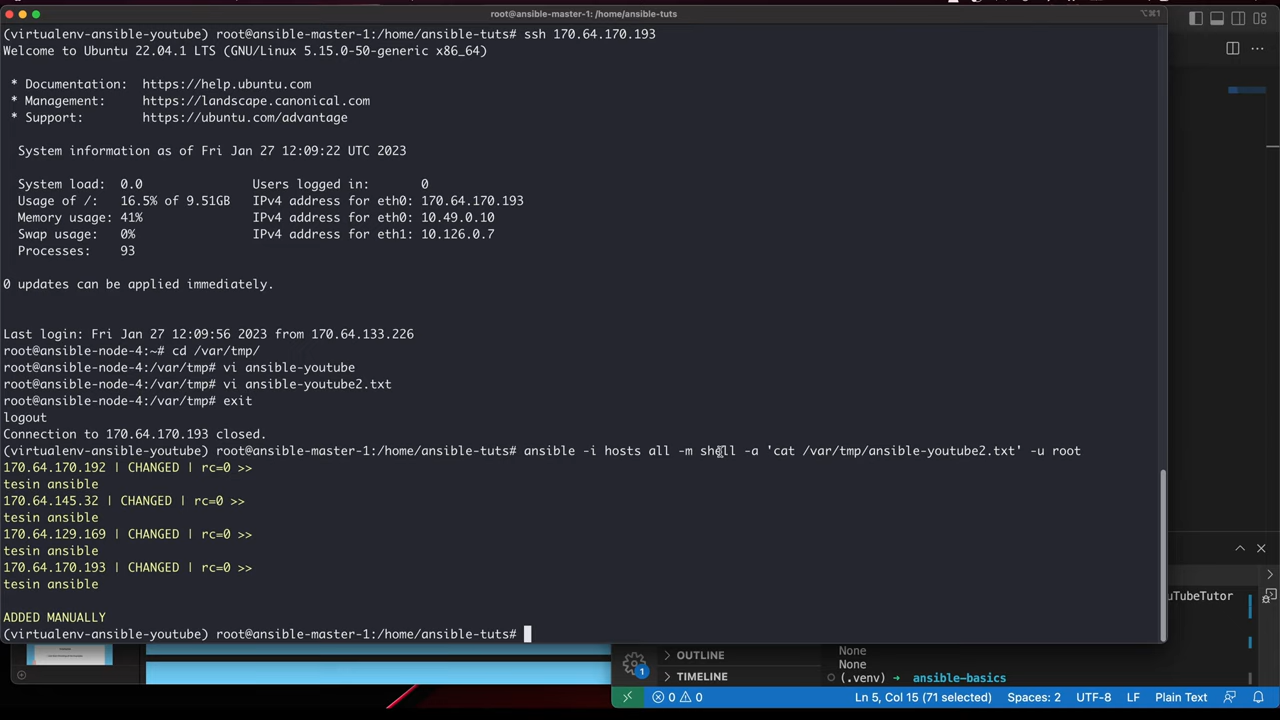 root@ansible-master-1: /home/ansible-tuts
⌥⌘1
(virtualenv-ansible-youtube) root@ansible-master-1:/home/ansible-tuts# ssh 170.64.170.193
Welcome to Ubuntu 22.04.1 LTS (GNU/Linux 5.15.0-50-generic x86_64)
* Documentation:  https://help.ubuntu.com
* Management:     https://landscape.canonical.com
* Support:        https://ubuntu.com/advantage
System information as of Fri Jan 27 12:09:22 UTC 2023
System load:  0.0               Users logged in:       0
Usage of /:   16.5% of 9.51GB   IPv4 address for eth0: 170.64.170.193
Memory usage: 41%               IPv4 address for eth0: 10.49.0.10
Swap usage:   0%                IPv4 address for eth1: 10.126.0.7
Processes:    93
0 updates can be applied immediately.
Last login: Fri Jan 27 12:09:56 2023 from 170.64.133.226
root@ansible-node-4:~# cd /var/tmp/
root@ansible-node-4:/var/tmp# vi ansible-youtube
root@ansible-node-4:/var/tmp# vi ansible-youtube2.txt
root@ansible-node-4:/var/tmp# exit
logout
Connection to 170.64.170.193 closed.
(virtualenv-ansible-youtube) root@ansible-master-1:/home/ansible-tuts# ansible -i hosts all -m shell -a 'cat /var/tmp/ansible-youtube2.txt' -u root
170.64.170.192 | CHANGED | rc=0 >>
tesin ansible
170.64.145.32 | CHANGED | rc=0 >>
tesin ansible
170.64.129.169 | CHANGED | rc=0 >>
tesin ansible
170.64.170.193 | CHANGED | rc=0 >>
tesin ansible
ADDED MANUALLY
(virtualenv-ansible-youtube) root@ansible-master-1:/home/ansible-tuts#
uTubeTutor
OUTLINE
TIMELINE
1
None
None
(.venv) → ansible-basics
0 0
Ln 5, Col 15 (71 selected)
Spaces: 2
UTF-8
LF
Plain Text